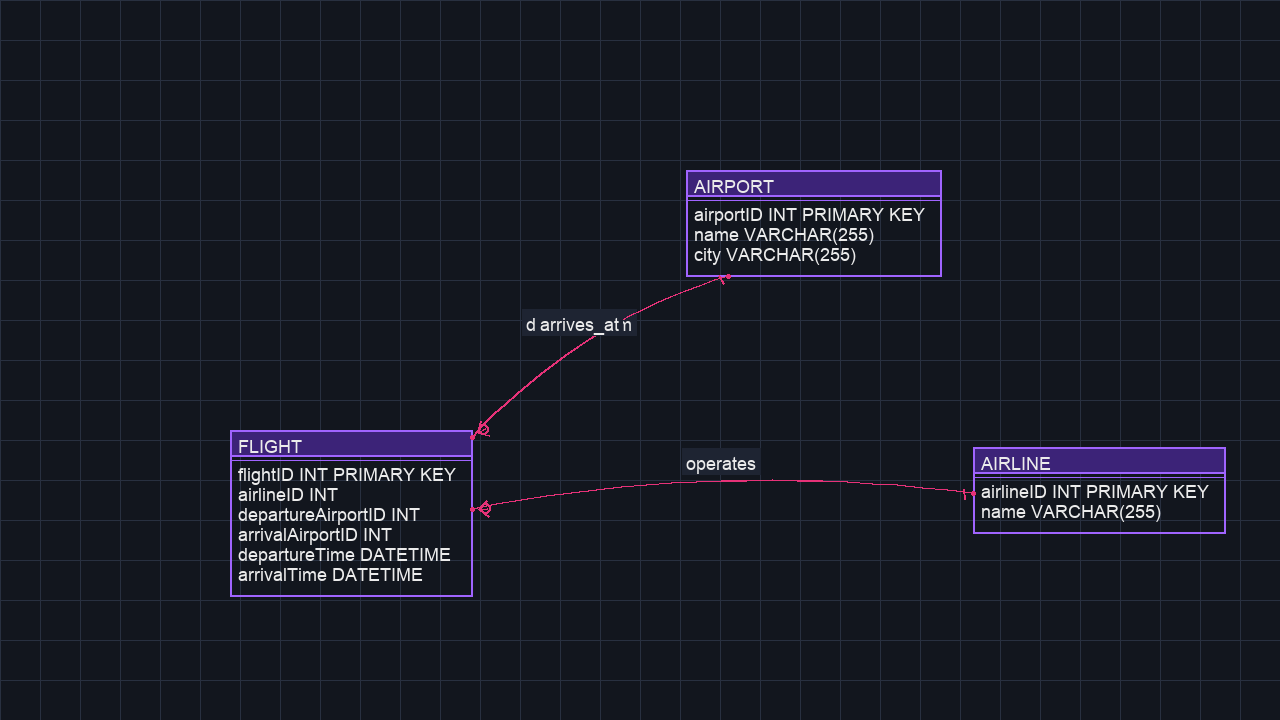 AIRPORT
airportID INT PRIMARY KEY
name VARCHAR(255)
city VARCHAR(255)
arrives_at
FLIGHT
flightID INT PRIMARY KEY
airlineID INT
departureAirportID INT
arrivalAirportID INT
departureTime DATETIME
arrivalTime DATETIME
operates
AIRLINE
airlineID INT PRIMARY KEY
name VARCHAR(255)